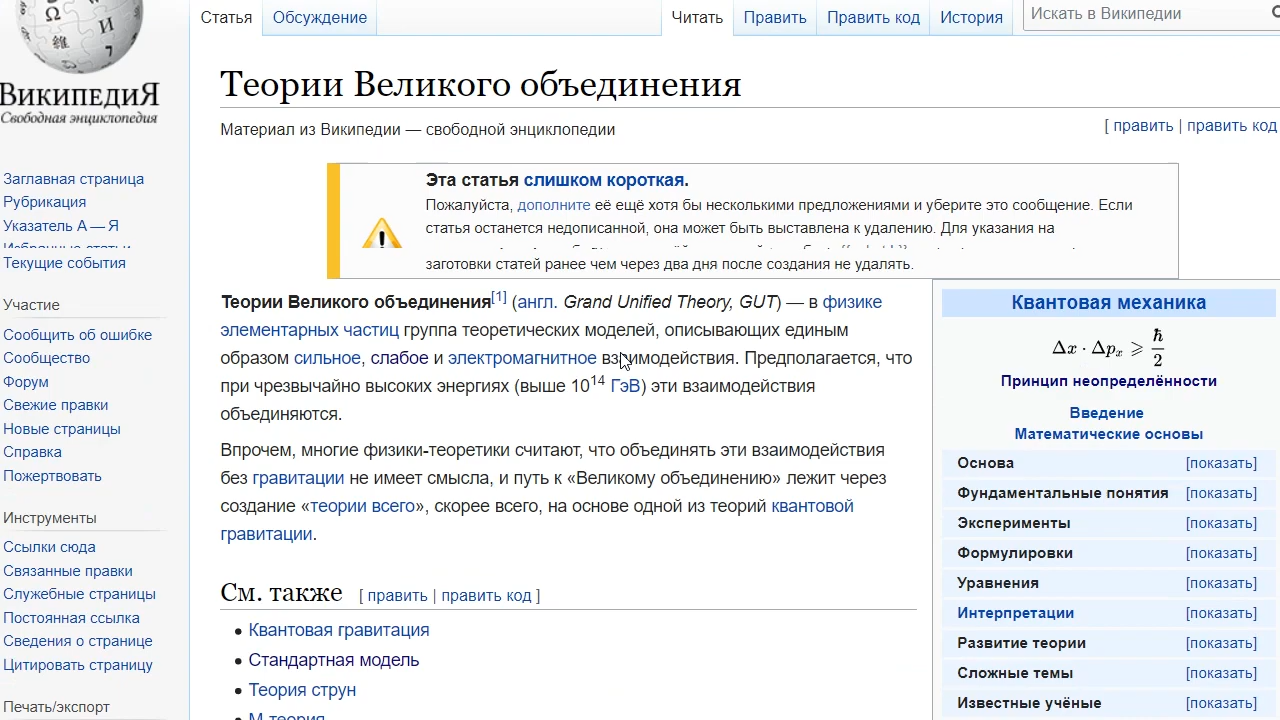 Статья
Обсуждение
Читать
Править
Править код
История
Искать в Википедии
ВикипедиЯ
Свободная энциклопедия
Заглавная страница
Рубрикация
Указатель А — Я
Избранные статьи
Текущие события
Участие
Сообщить об ошибке
Сообщество
Форум
Свежие правки
Новые страницы
Справка
Пожертвовать
Инструменты
Ссылки сюда
Связанные правки
Служебные страницы
Постоянная ссылка
Сведения о странице
Цитировать страницу
Печать/экспорт
Теории Великого объединения
Материал из Википедии — свободной энциклопедии
[ править | править код
Эта статья слишком короткая.
Пожалуйста, дополните её ещё хотя бы несколькими предложениями и уберите это сообщение. Если
статья останется недописанной, она может быть выставлена к удалению. Для указания на
заготовки статей ранее чем через два дня после создания не удалять.
Теории Великого объединения[1] (англ. Grand Unified Theory, GUT) — в физике
элементарных частиц группа теоретических моделей, описывающих единым
образом сильное, слабое и электромагнитное взаимодействия. Предполагается, что
при чрезвычайно высоких энергиях (выше 10¹⁴ ГэВ) эти взаимодействия
объединяются.
Впрочем, многие физики-теоретики считают, что объединять эти взаимодействия
без гравитации не имеет смысла, и путь к «Великому объединению» лежит через
создание «теории всего», скорее всего, на основе одной из теорий квантовой
гравитации.
См. также [ править | править код ]
• Квантовая гравитация
• Стандартная модель
• Теория струн
• М-теория
Квантовая механика
Δx · Δpₓ ⩾ ħ/2
Принцип неопределённости
Введение
Математические основы
Основа [показать]
Фундаментальные понятия [показать]
Эксперименты [показать]
Формулировки [показать]
Уравнения [показать]
Интерпретации [показать]
Развитие теории [показать]
Сложные темы [показать]
Известные учёные [показать]